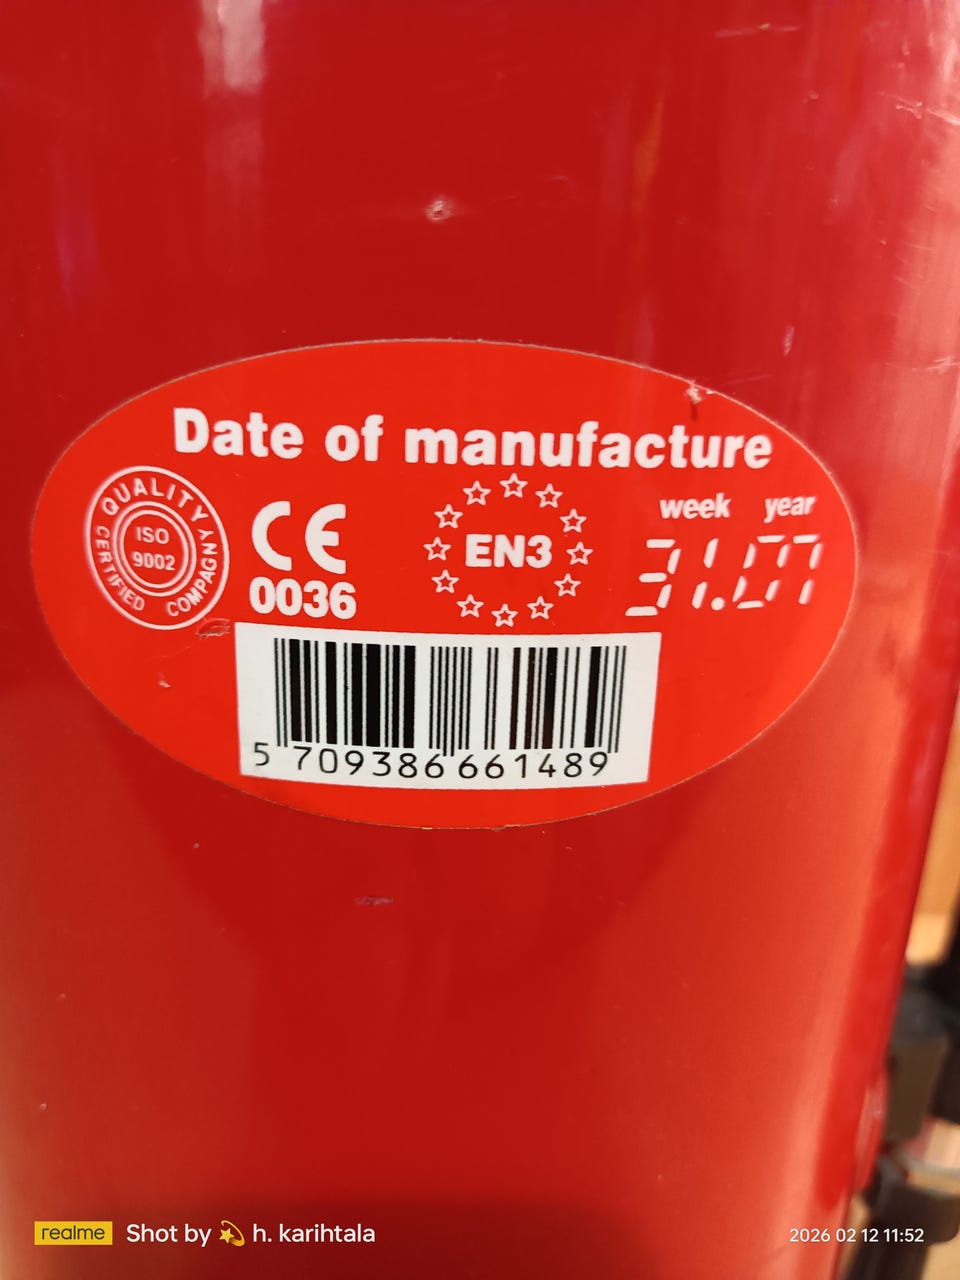 Date of manufacture
QUALITY CERTIFIED COMPAGNY
ISO
9002
CE
0036
EN3
week year
31.07
5 709386 661489
realme Shot by h. karihtala
2026 02 12 11:52